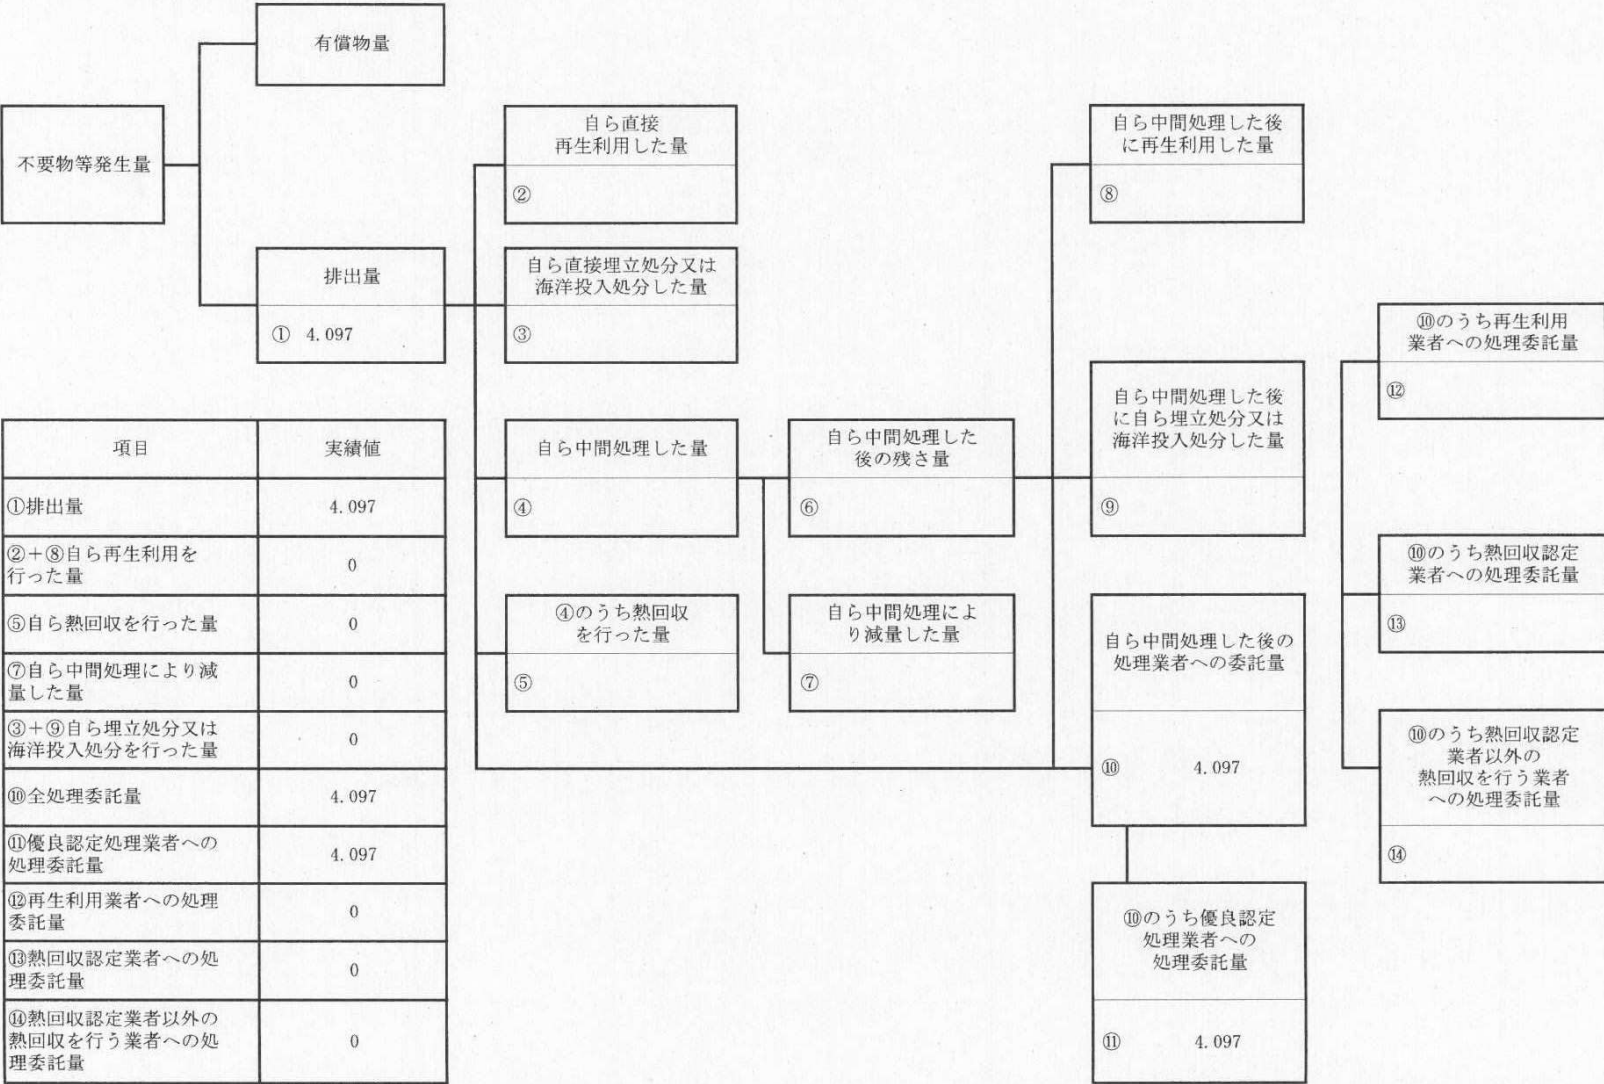 有償物量
不要物等発生量
排出量
① 4.097
自ら直接
再生利用した量
②
自ら直接埋立処分又は
海洋投入処分した量
③
自ら中間処理した量
④
④のうち熱回収
を行った量
⑤
自ら中間処理した
後の残さ量
⑥
自ら中間処理によ
り減量した量
⑦
自ら中間処理した後
に再生利用した量
⑧
自ら中間処理した後
に自ら埋立処分又は
海洋投入処分した量
⑨
自ら中間処理した後の
処理業者への委託量
⑩ 4.097
⑩のうち優良認定
処理業者への
処理委託量
⑪ 4.097
⑩のうち再生利用
業者への処理委託量
⑫
⑩のうち熱回収認定
業者への処理委託量
⑬
⑩のうち熱回収認定
業者以外の
熱回収を行う業者
への処理委託量
⑭
項目 実績値
①排出量 4.097
②+⑧自ら再生利用を
行った量 0
⑤自ら熱回収を行った量 0
⑦自ら中間処理により減
量した量 0
③+⑨自ら埋立処分又は
海洋投入処分を行った量 0
⑩全処理委託量 4.097
⑪優良認定処理業者への
処理委託量 4.097
⑫再生利用業者への処理
委託量 0
⑬熱回収認定業者への処
理委託量 0
⑭熱回収認定業者以外の
熱回収を行う業者への処
理委託量 0